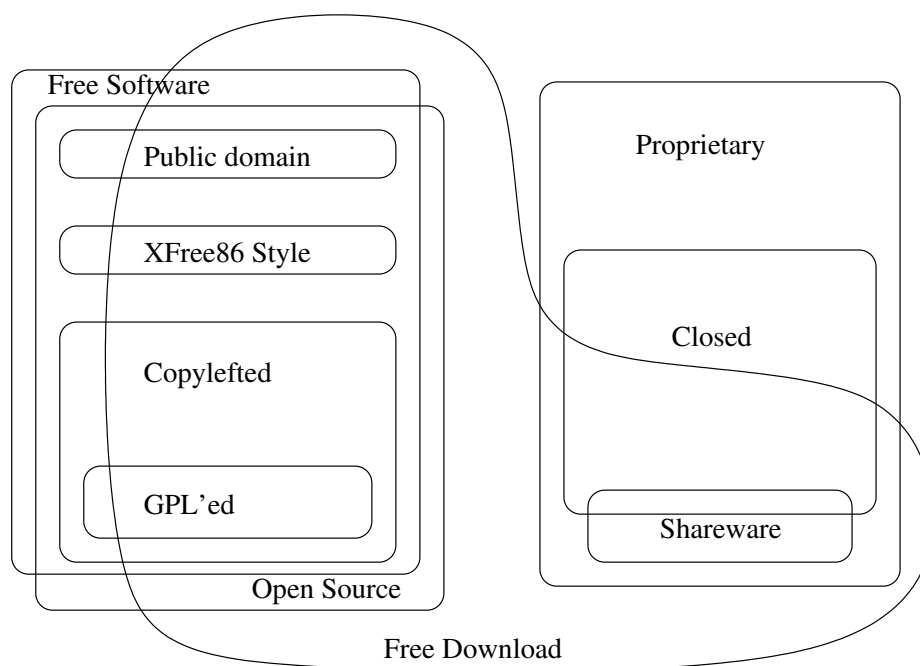 Free Software
Public domain
XFree86 Style
Copylefted
GPL’ed
Open Source
Proprietary
Closed
Shareware
Free Download